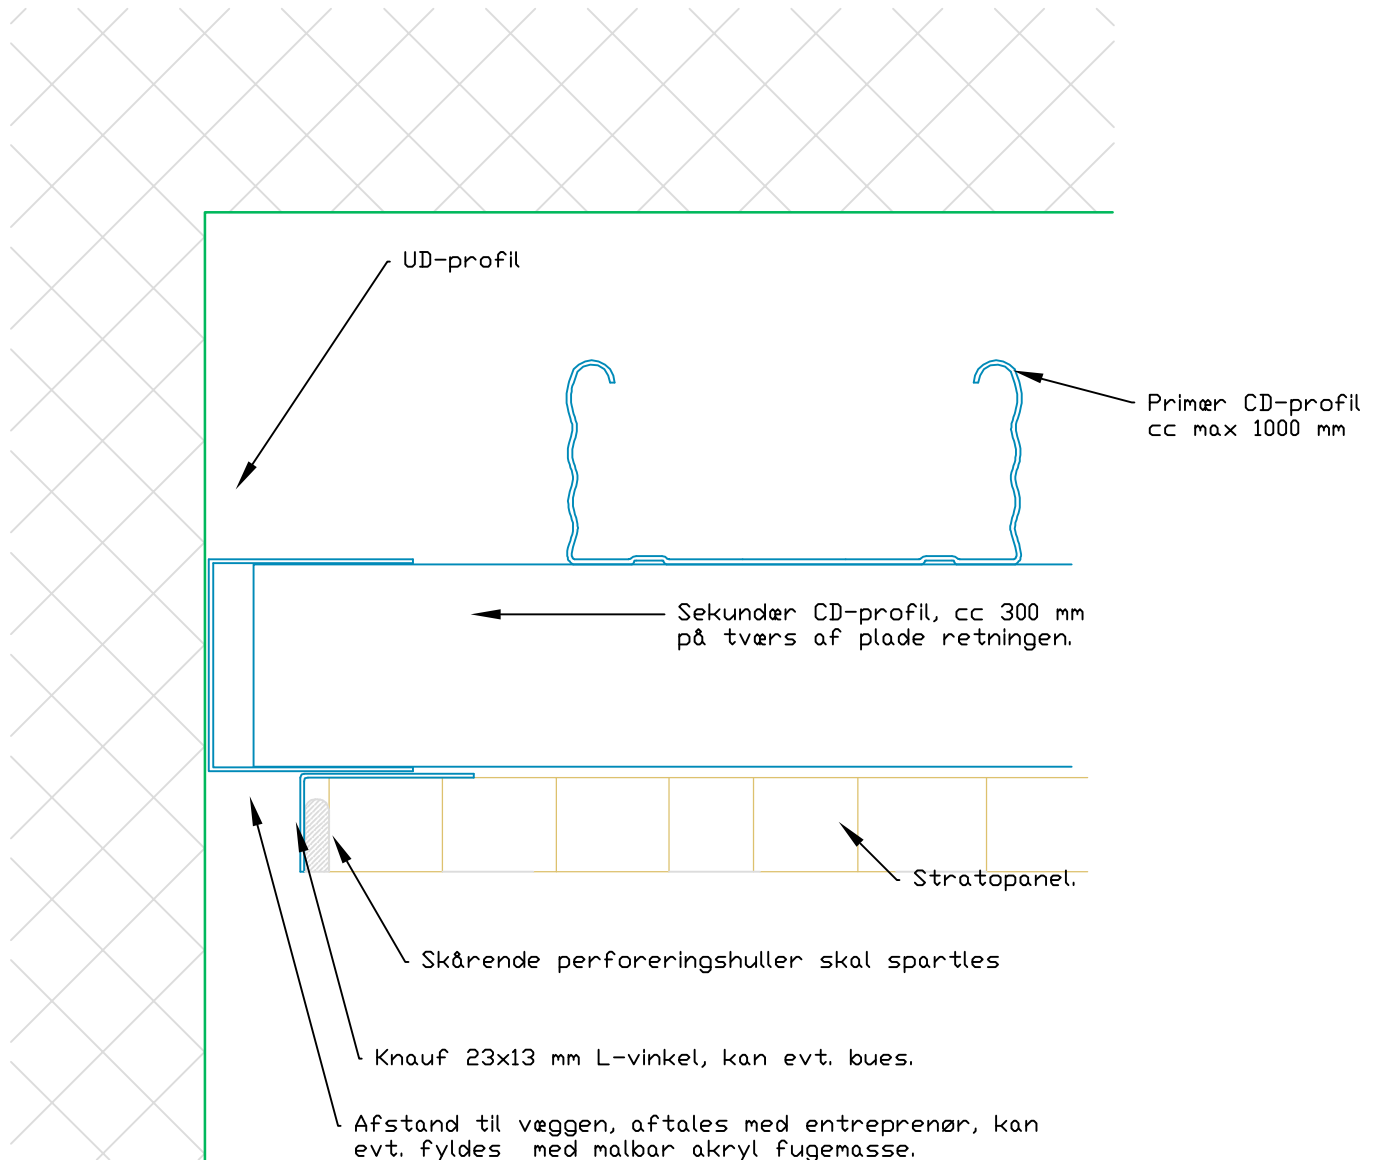 UD-profil
Primær CD-profil
cc max 1000 mm
Sekundær CD-profil, cc 300 mm
på tværs af plade retningen.
Stratopanel.
Skårende perforeringshuller skal spartles
Knauf 23x13 mm L-vinkel, kan evt. bues.
Afstand til væggen, aftales med entreprenør, kan
evt. fyldes  med malbar akryl fugemasse.